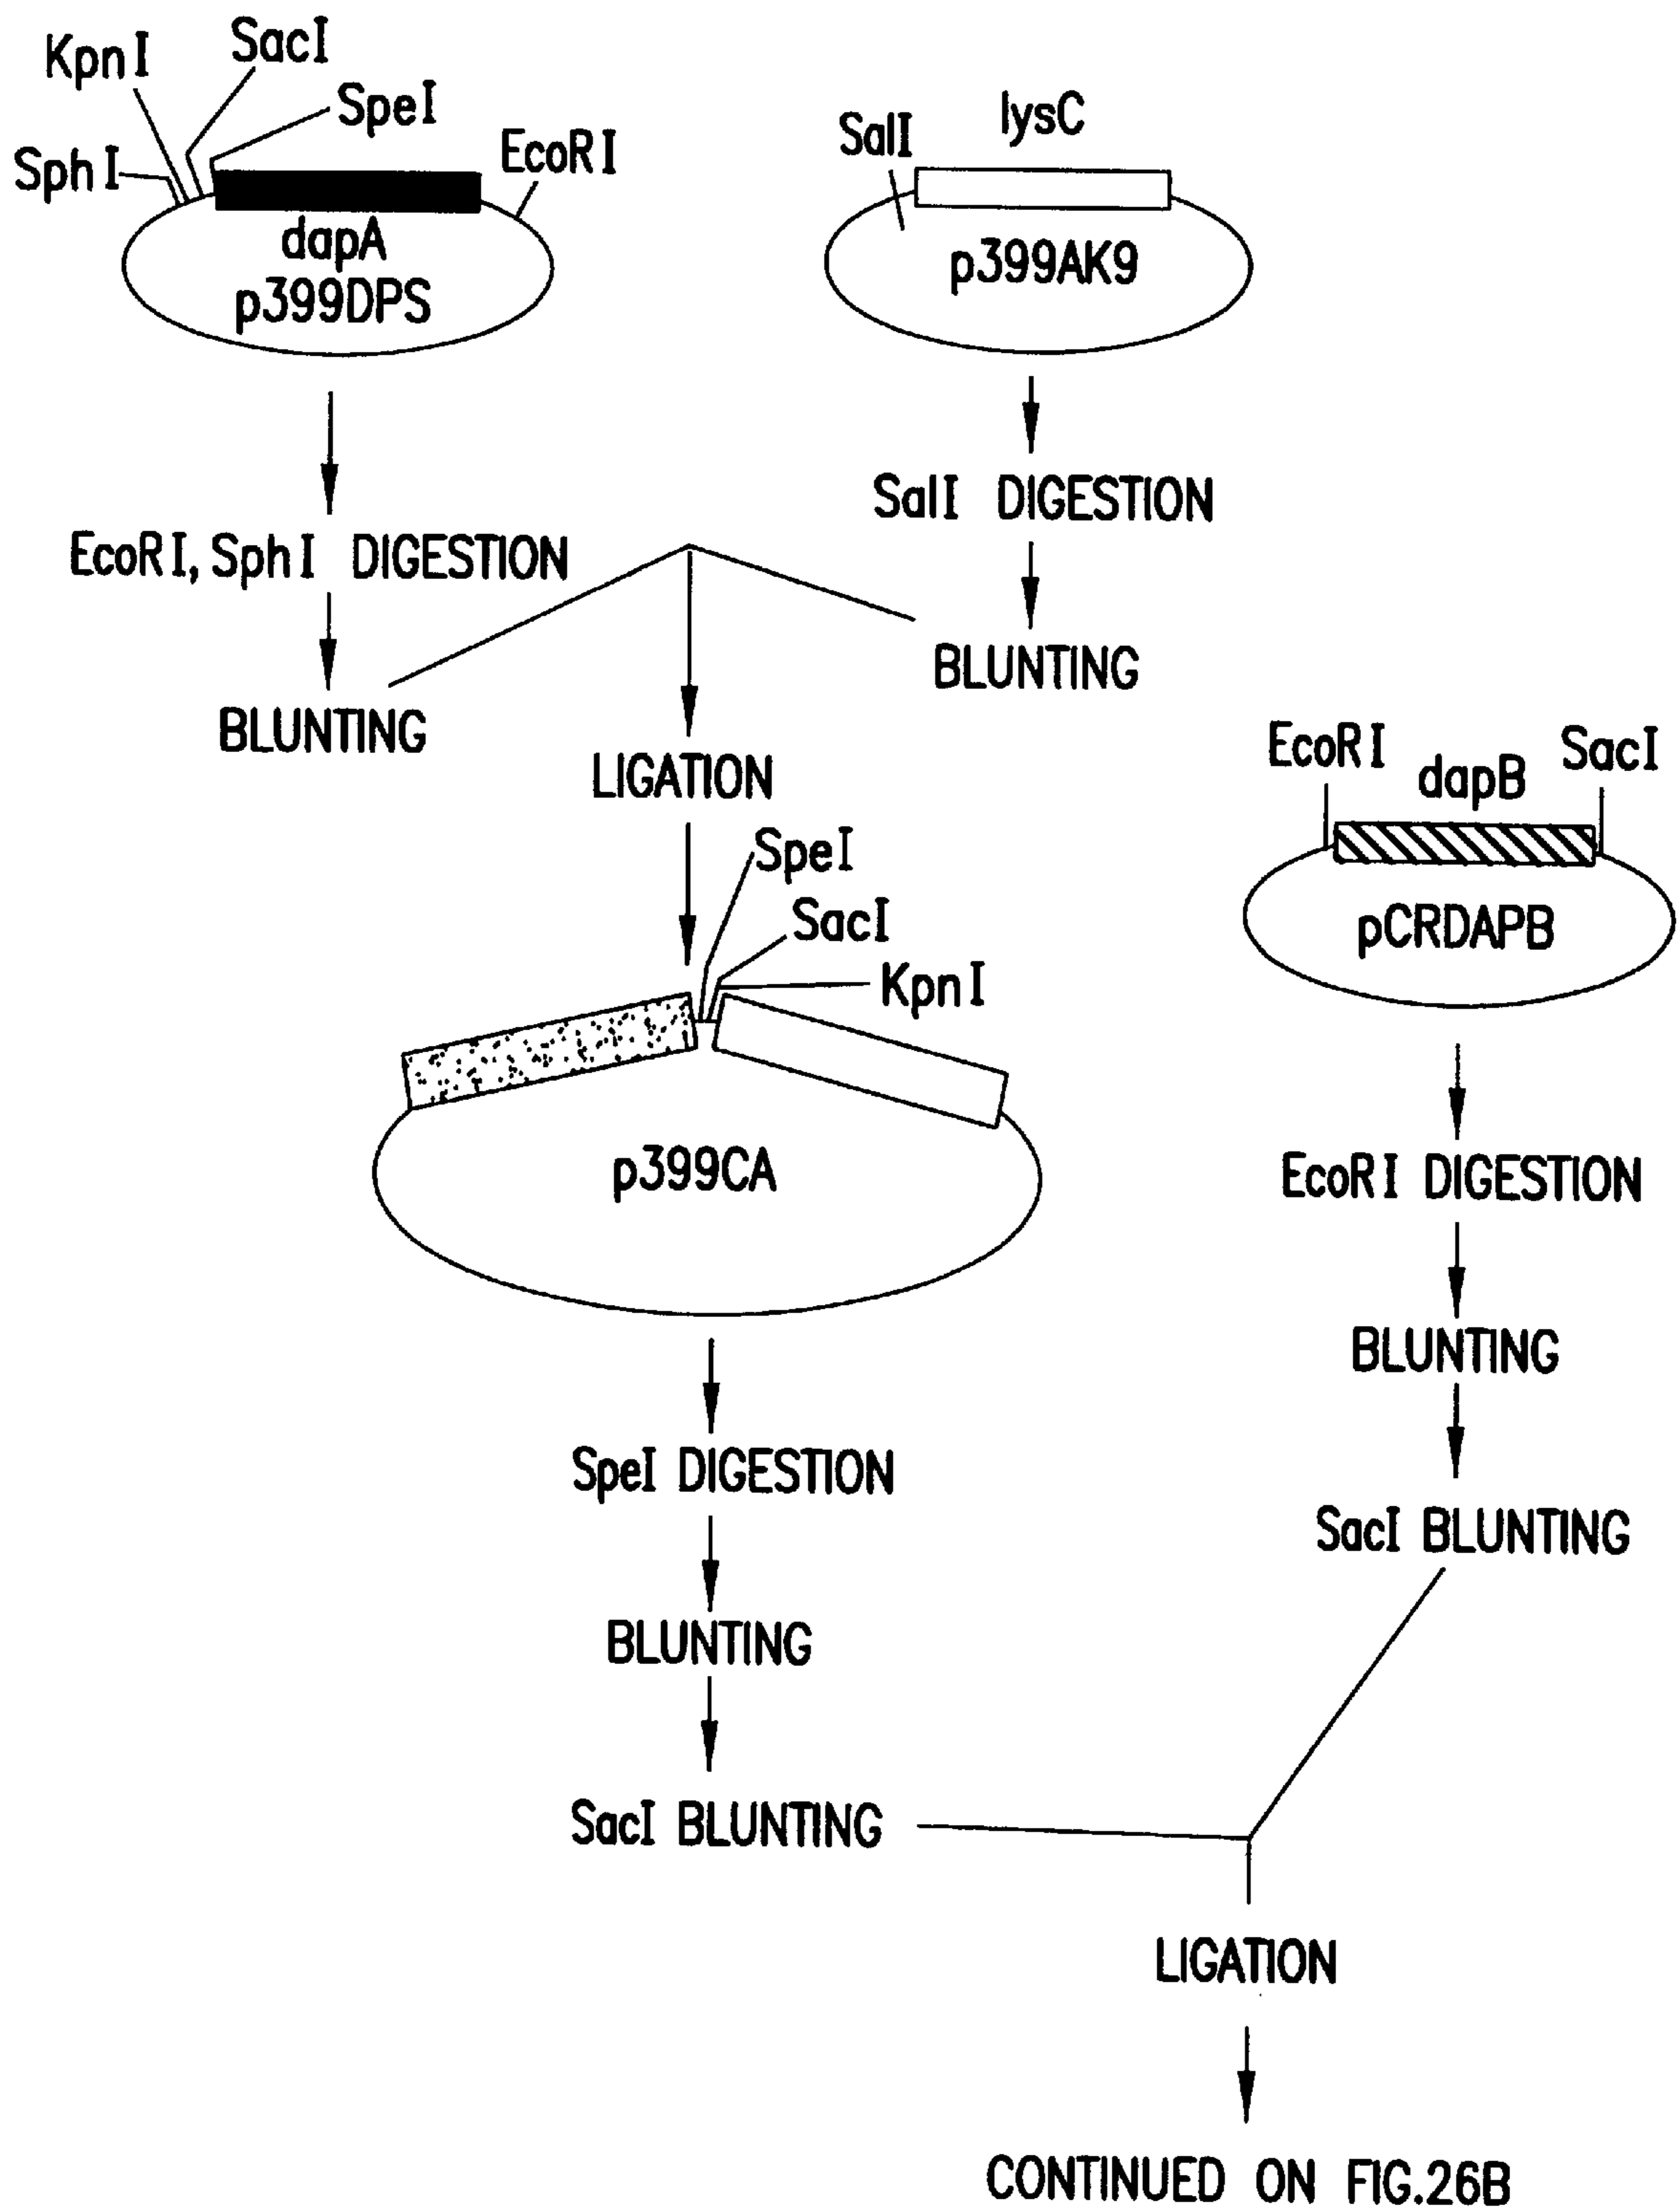 KpnI
SacI
SpeI
SphI
EcoRI
dapA
p399DPS
SalI
lysC
p399AK9
EcoRI, SphI DIGESTION
BLUNTING
SalI DIGESTION
BLUNTING
LIGATION
SpeI
SacI
KpnI
p399CA
EcoRI
dapB
SacI
pCRDAPB
SpeI DIGESTION
BLUNTING
SacI BLUNTING
EcoRI DIGESTION
BLUNTING
SacI BLUNTING
LIGATION
CONTINUED ON FIG.26B